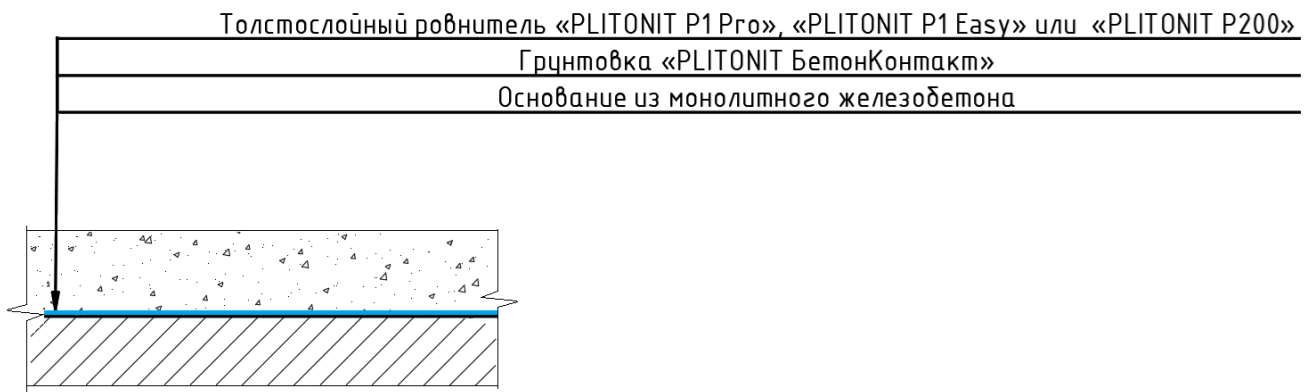 Толстослойный ровнитель «PLITONIT P1 Pro», «PLITONIT P1 Easy» или «PLITONIT P200»
Грунтовка «PLITONIT БетонКонтакт»
Основание из монолитного железобетона